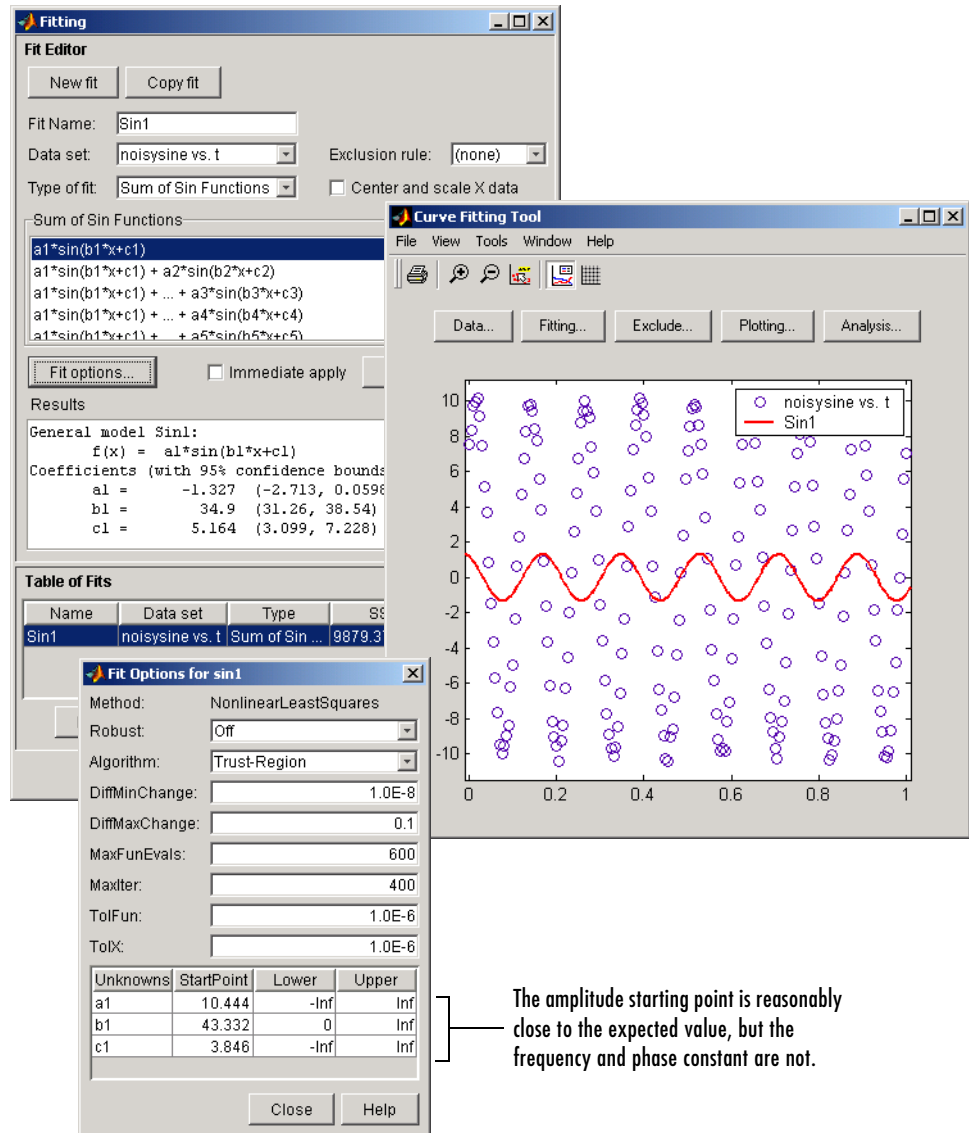 Fitting
Fit Editor
New fit Copy fit
Fit Name: Sin1
Data set: noisysine vs. t Exclusion rule: (none)
Type of fit: Sum of Sin Functions Center and scale X data
Sum of Sin Functions
a1*sin(b1*x+c1)
a1*sin(b1*x+c1) + a2*sin(b2*x+c2)
a1*sin(b1*x+c1) + ... + a3*sin(b3*x+c3)
a1*sin(b1*x+c1) + ... + a4*sin(b4*x+c4)
a1*sin(b1*x+c1) + ... + a5*sin(b5*x+c5)
Fit options... Immediate apply
Results
General model Sin1:
f(x) = a1*sin(b1*x+c1)
Coefficients (with 95% confidence bounds
a1 = -1.327 (-2.713, 0.0598
b1 = 34.9 (31.26, 38.54)
c1 = 5.164 (3.099, 7.228)
Table of Fits
Name Data set Type SS
Sin1 noisysine vs. t Sum of Sin ... 9879.37
Curve Fitting Tool
File View Tools Window Help
Data... Fitting... Exclude... Plotting... Analysis...
noisysine vs. t
Sin1
10
8
6
4
2
0
-2
-4
-6
-8
-10
0 0.2 0.4 0.6 0.8 1
Fit Options for sin1
Method: NonlinearLeastSquares
Robust: Off
Algorithm: Trust-Region
DiffMinChange: 1.0E-8
DiffMaxChange: 0.1
MaxFunEvals: 600
MaxIter: 400
TolFun: 1.0E-6
TolX: 1.0E-6
Unknowns StartPoint Lower Upper
a1 10.444 -Inf Inf
b1 43.332 0 Inf
c1 3.846 -Inf Inf
Close Help
The amplitude starting point is reasonably
close to the expected value, but the
frequency and phase constant are not.